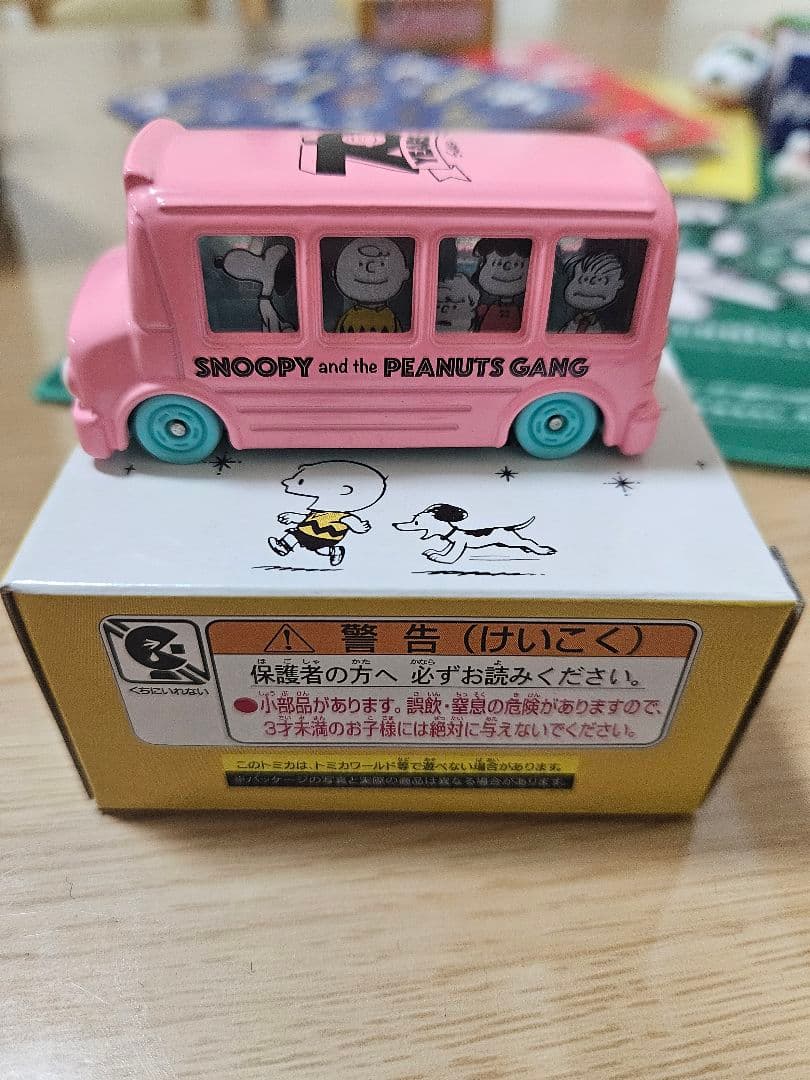 70
YEARS
SNOOPY and the PEANUTS GANG
警告（けいこく）
保護者の方へ 必ずお読みください。
●小部品があります。誤飲・窒息の危険がありますので、
3才未満のお子様には絶対に与えないでください。
くちにいれない
このトミカは、トミカワールド等で遊べない場合があります。
※パッケージの写真と実際の商品は異なる場合があります。